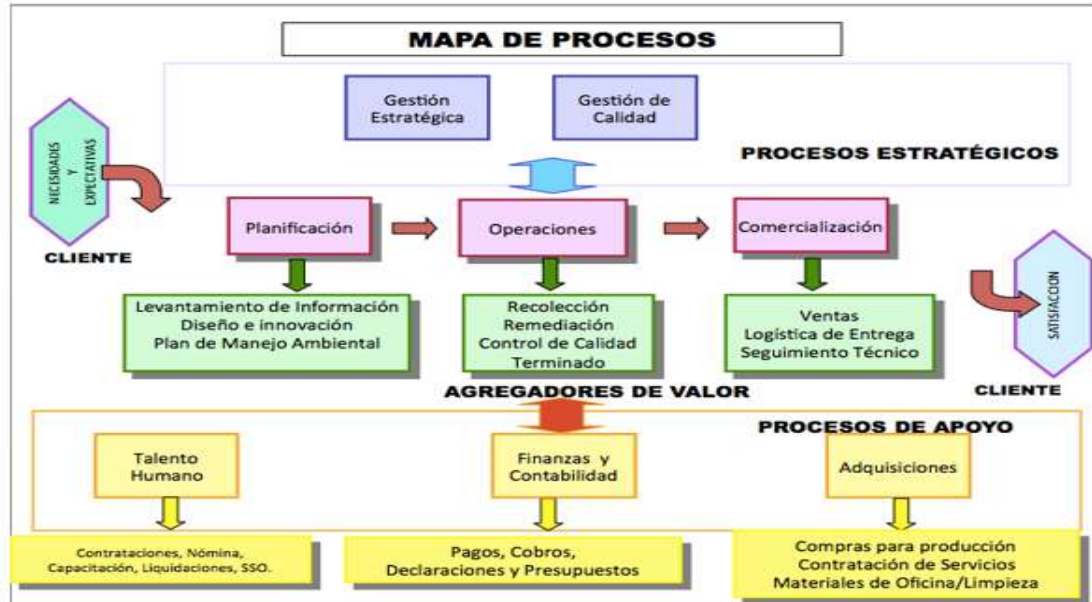 MAPA DE PROCESOS
Gestión
Estratégica
Gestión de
Calidad
PROCESOS ESTRATÉGICOS
NECESIDADES
Y
EXPECTATIVAS
CLIENTE
Planificación
Operaciones
Comercialización
Levantamiento de Información
Diseño e innovación
Plan de Manejo Ambiental
Recolección
Remediación
Control de Calidad
Terminado
Ventas
Logística de Entrega
Seguimiento Técnico
SATISFACCION
CLIENTE
AGREGADORES DE VALOR
PROCESOS DE APOYO
Talento
Humano
Finanzas y
Contabilidad
Adquisiciones
Contrataciones, Nómina,
Capacitación, Liquidaciones, SSO.
Pagos, Cobros,
Declaraciones y Presupuestos
Compras para producción
Contratación de Servicios
Materiales de Oficina/Limpieza